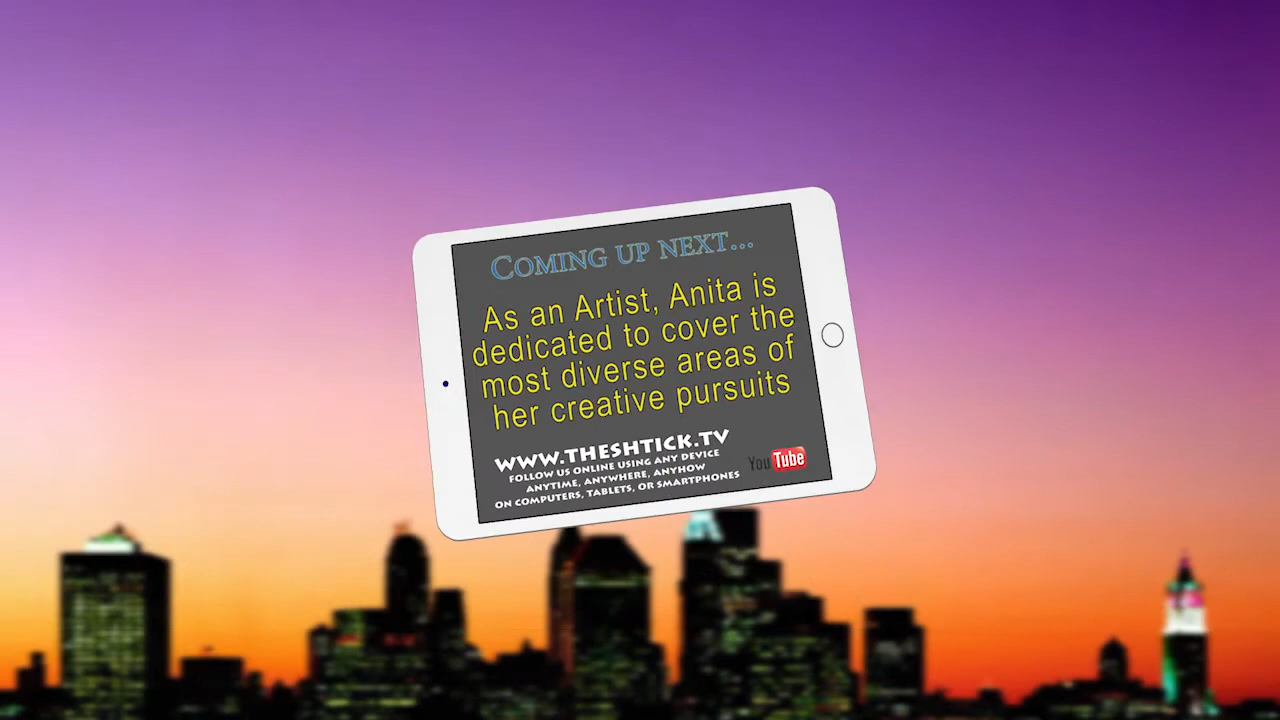 COMING UP NEXT...
As an Artist, Anita is
dedicated to cover the
most diverse areas of
her creative pursuits
WWW.THESHTICK.TV
FOLLOW US ONLINE USING ANY DEVICE
ANYTIME, ANYWHERE, ANYHOW
ON COMPUTERS, TABLETS, OR SMARTPHONES
YouTube